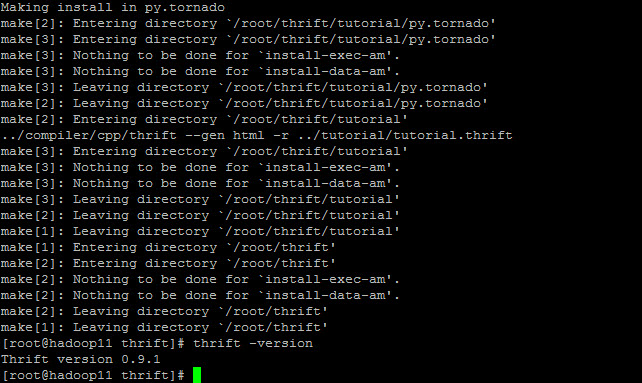 Making install in py.tornado
make[2]: Entering directory `/root/thrift/tutorial/py.tornado'
make[3]: Entering directory `/root/thrift/tutorial/py.tornado'
make[3]: Nothing to be done for `install-exec-am'.
make[3]: Nothing to be done for `install-data-am'.
make[3]: Leaving directory `/root/thrift/tutorial/py.tornado'
make[2]: Leaving directory `/root/thrift/tutorial/py.tornado'
make[2]: Entering directory `/root/thrift/tutorial'
../compiler/cpp/thrift --gen html -r ../tutorial/tutorial.thrift
make[3]: Entering directory `/root/thrift/tutorial'
make[3]: Nothing to be done for `install-exec-am'.
make[3]: Nothing to be done for `install-data-am'.
make[3]: Leaving directory `/root/thrift/tutorial'
make[2]: Leaving directory `/root/thrift/tutorial'
make[1]: Leaving directory `/root/thrift/tutorial'
make[1]: Entering directory `/root/thrift'
make[2]: Entering directory `/root/thrift'
make[2]: Nothing to be done for `install-exec-am'.
make[2]: Nothing to be done for `install-data-am'.
make[2]: Leaving directory `/root/thrift'
make[1]: Leaving directory `/root/thrift'
[root@hadoop11 thrift]# thrift -version
Thrift version 0.9.1
[root@hadoop11 thrift]#